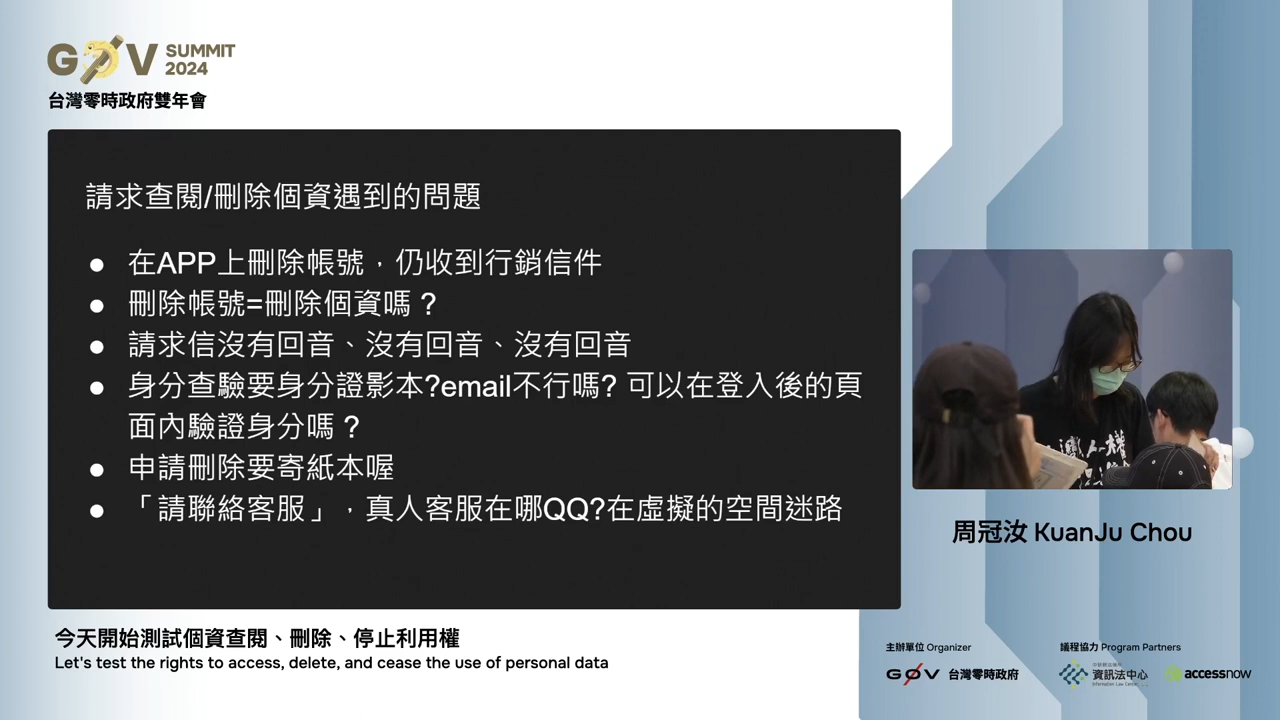 G0V SUMMIT 2024
台灣零時政府雙年會
請求查閱/刪除個資遇到的問題
● 在APP上刪除帳號，仍收到行銷信件
● 刪除帳號=刪除個資嗎？
● 請求信沒有回音、沒有回音、沒有回音
● 身分查驗要身分證影本?email不行嗎? 可以在登入後的頁
面內驗證身分嗎？
● 申請刪除要寄紙本喔
● 「請聯絡客服」，真人客服在哪QQ?在虛擬的空間迷路
周冠汝 KuanJu Chou
今天開始測試個資查閱、刪除、停止利用權
Let's test the rights to access, delete, and cease the use of personal data
主辦單位 Organizer
議程協力 Program Partners
G0V 台灣零時政府
資訊法中心
Information Law Center
accessnow